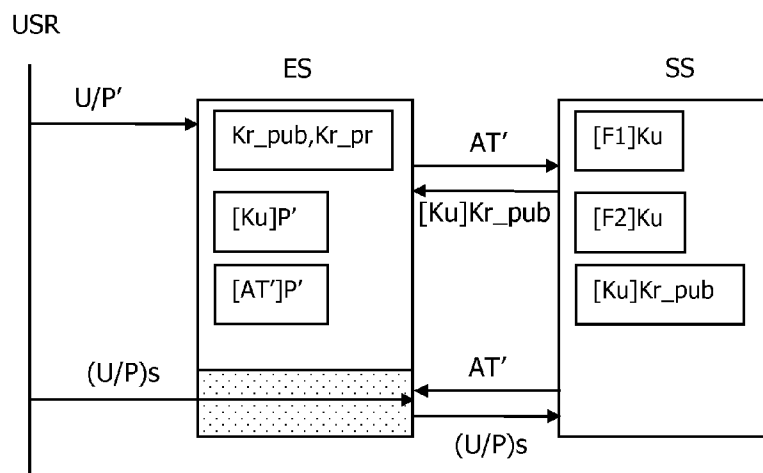 USR
ES
SS
U/P’
Kr_pub,Kr_pr
AT’
[F1]Ku
[Ku]P’
[Ku]Kr_pub
[F2]Ku
[AT’]P’
[Ku]Kr_pub
(U/P)s
AT’
(U/P)s